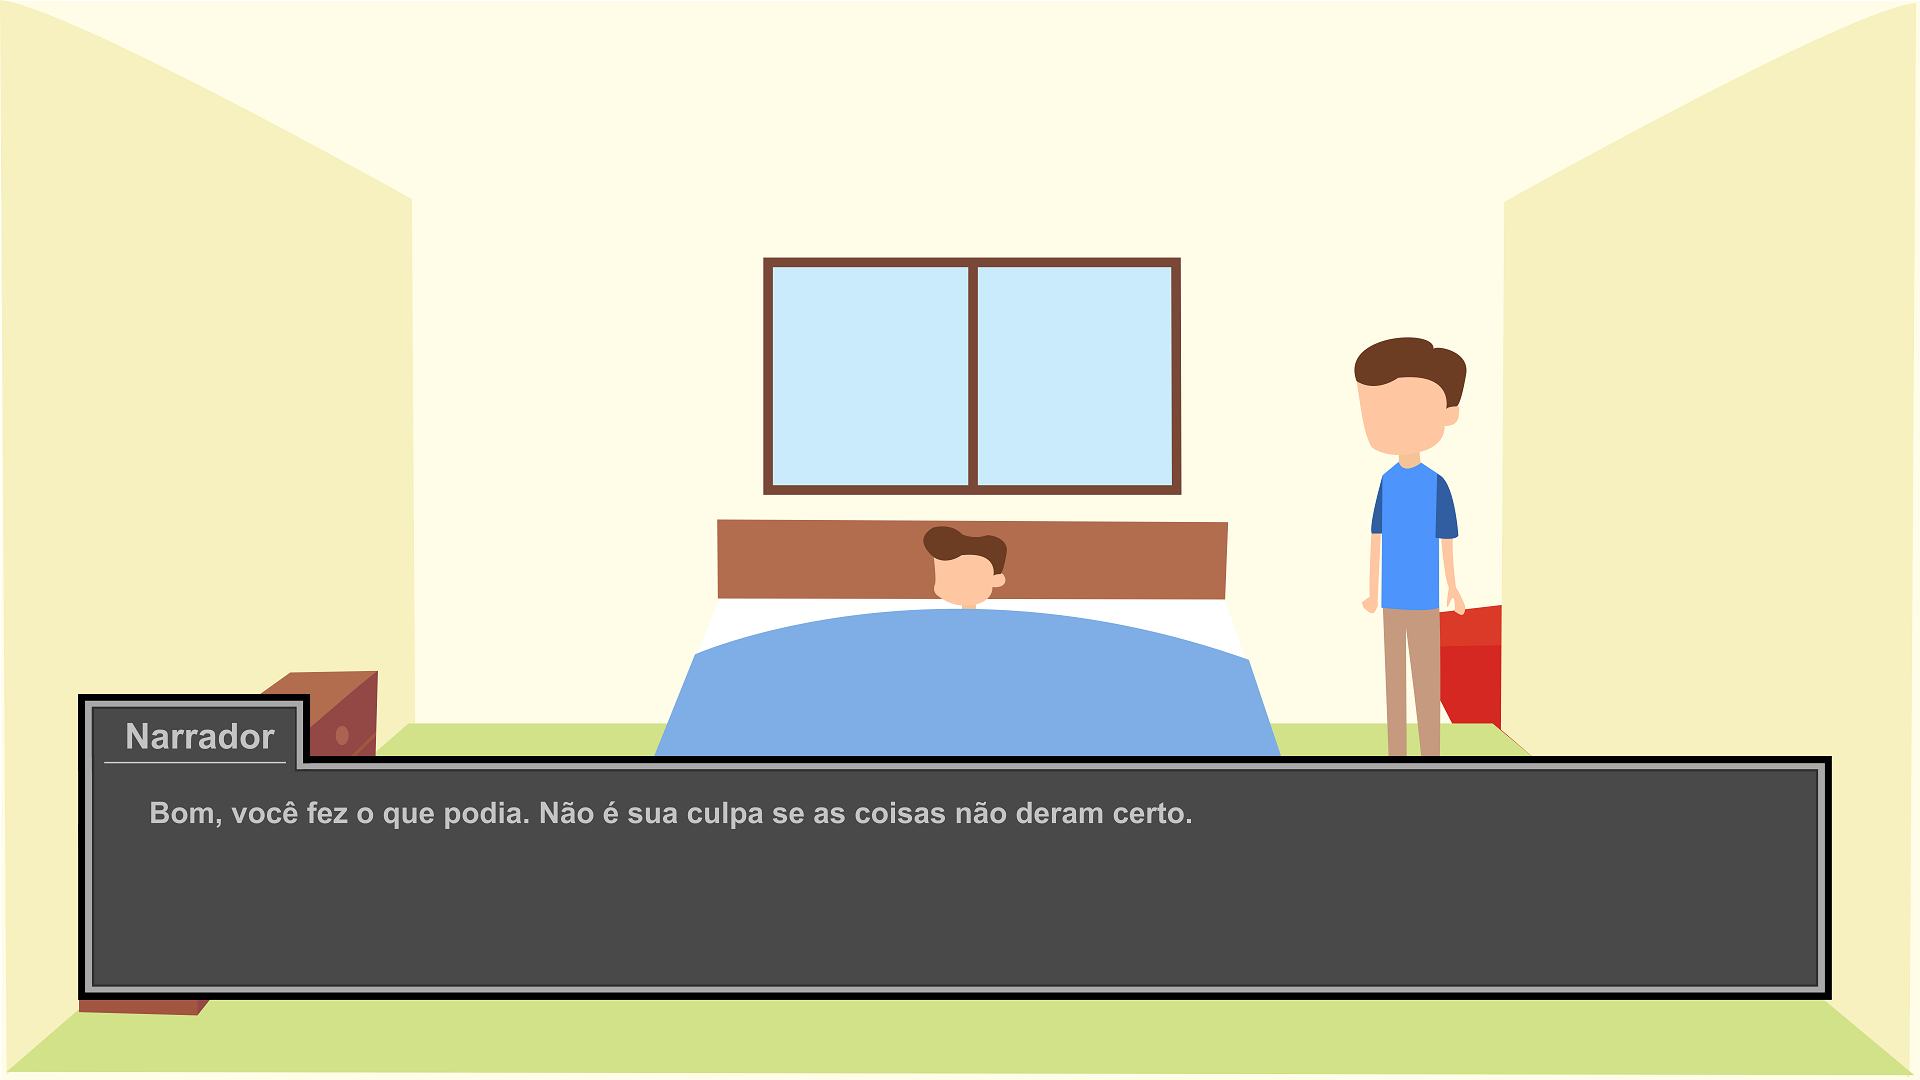 Narrador
Bom, você fez o que podia. Não é sua culpa se as coisas não deram certo.